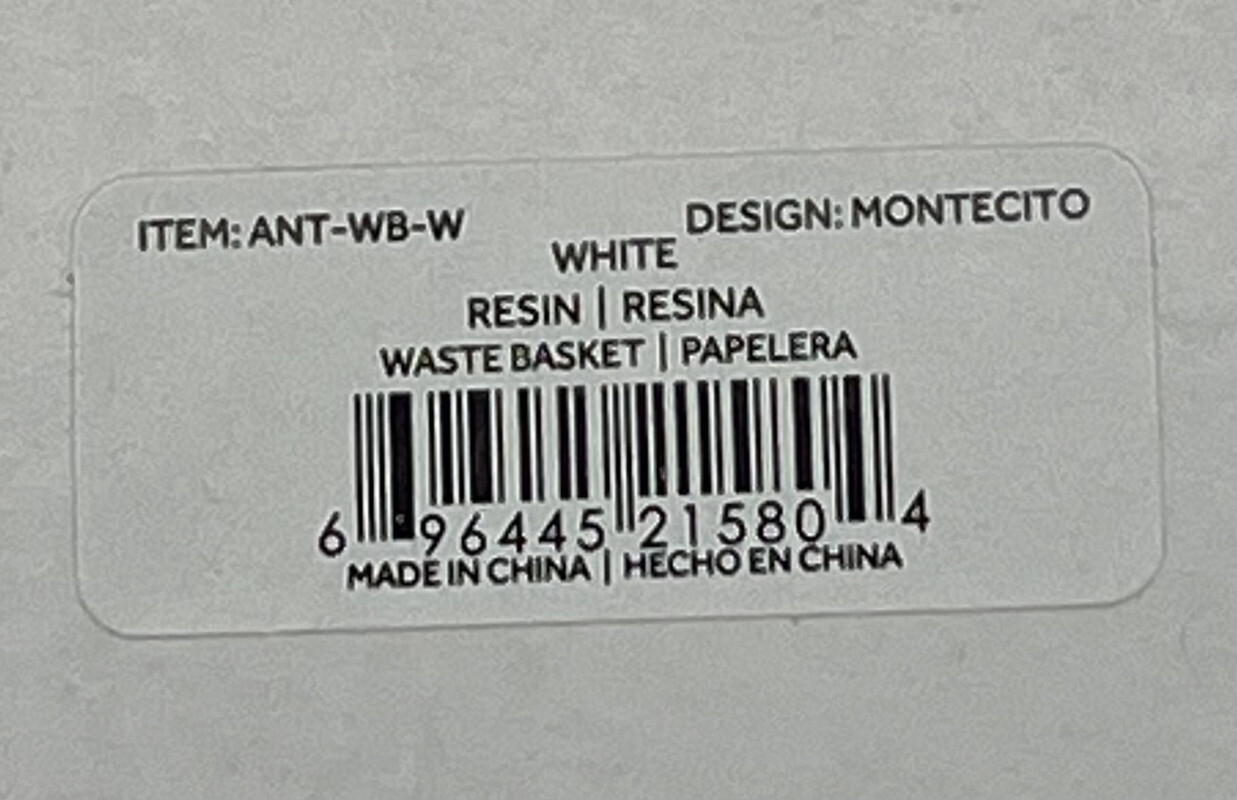 ITEM: ANT-WB-W DESIGN: MONTECITO
WHITE
RESIN | RESINA
WASTE BASKET | PAPELERA
6 96445 21580 4
MADE IN CHINA | HECHO EN CHINA